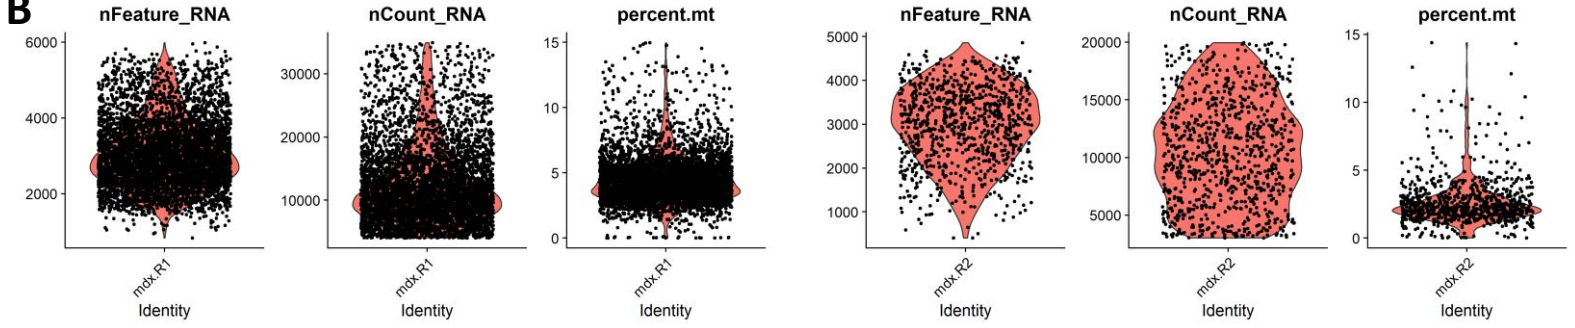 B
nFeature_RNA
6000
4000
2000
mdx.R1
Identity
nCount_RNA
30000
20000
10000
mdx.R1
Identity
percent.mt
15
10
5
0
mdx.R1
Identity
nFeature_RNA
5000
4000
3000
2000
1000
mdx.R2
Identity
nCount_RNA
20000
15000
10000
5000
mdx.R2
Identity
percent.mt
15
10
5
0
mdx.R2
Identity